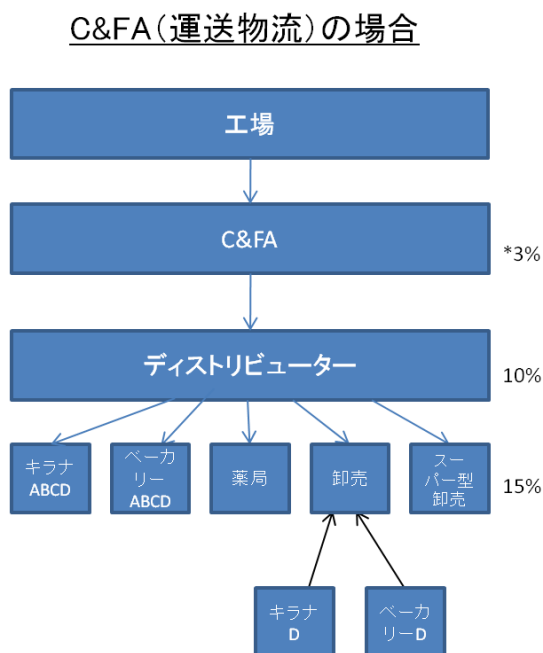 C&FA(運送物流)の場合
工場
C&FA
*3%
ディストリビューター
10%
キラナ
ABCD
ベーカ
リー
ABCD
薬局
卸売
スー
パー型
卸売
15%
キラナ
D
ベーカ
リーD